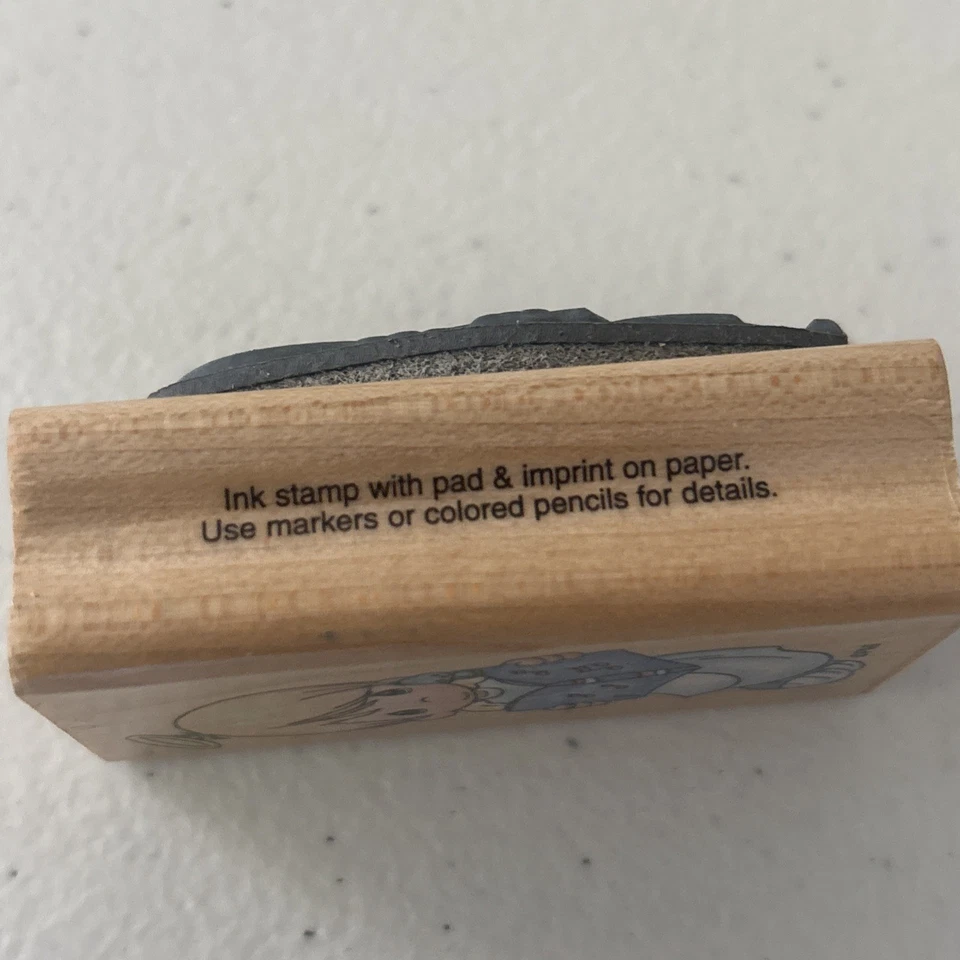 Ink stamp with pad & imprint on paper.
Use markers or colored pencils for details.